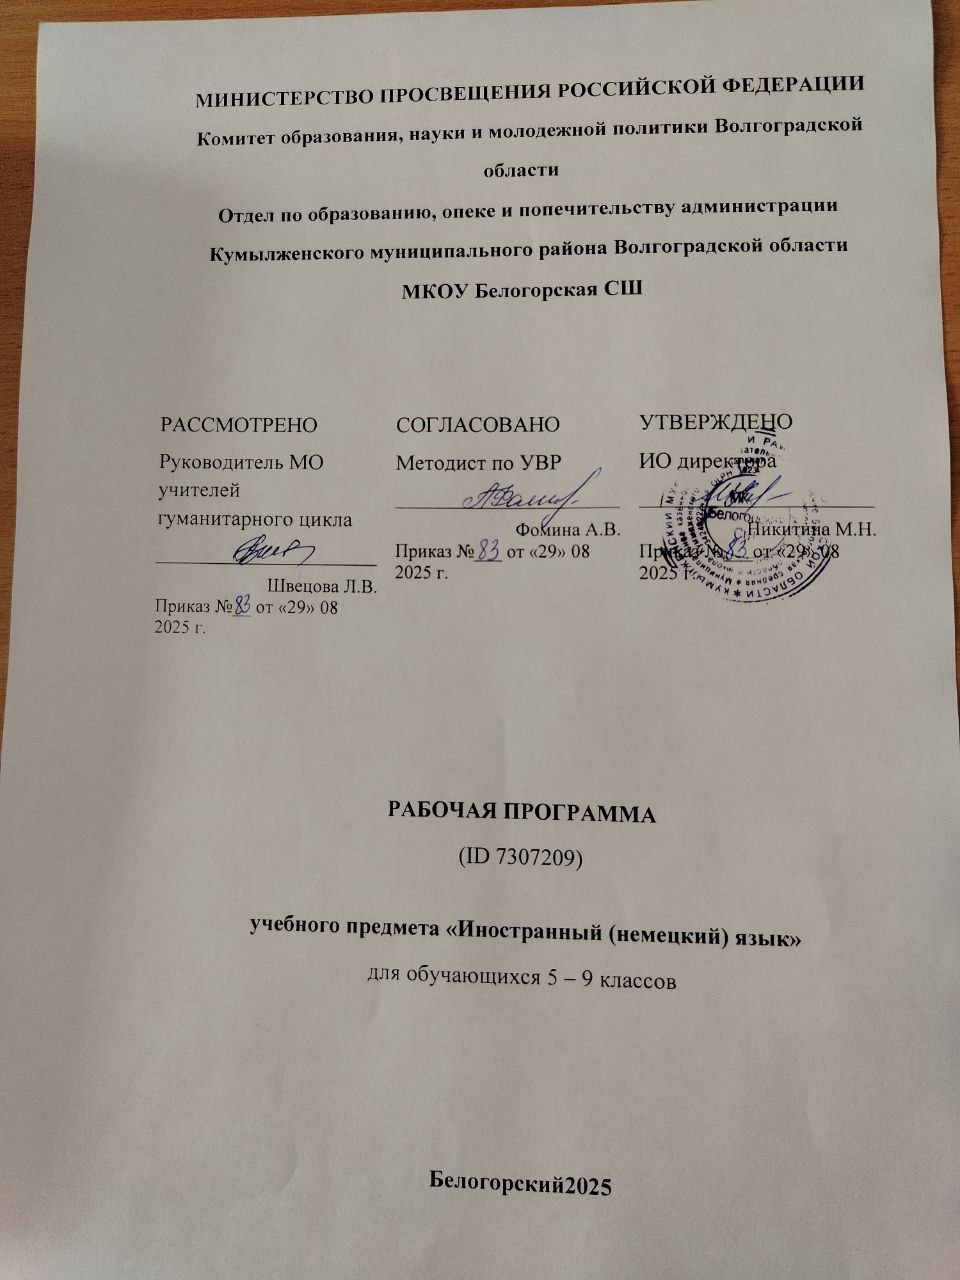 МИНИСТЕРСТВО ПРОСВЕЩЕНИЯ РОССИЙСКОЙ ФЕДЕРАЦИИ
Комитет образования, науки и молодежной политики Волгоградской
области
Отдел по образованию, опеке и попечительству администрации
Кумылженского муниципального района Волгоградской области
МКОУ Белогорская СШ
РАССМОТРЕНО
Руководитель МО
учителей
гуманитарного цикла
Швецова Л.В.
Приказ №83 от «29» 08
2025 г.
СОГЛАСОВАНО
Методист по УВР
Фомина А.В.
Приказ №83 от «29» 08
2025 г.
УТВЕРЖДЕНО
ИО директора
Никитина М.Н.
Приказ №83 от «29» 08
2025 г.
РАБОЧАЯ ПРОГРАММА
(ID 7307209)
учебного предмета «Иностранный (немецкий) язык»
для обучающихся 5 – 9 классов
Белогорский2025